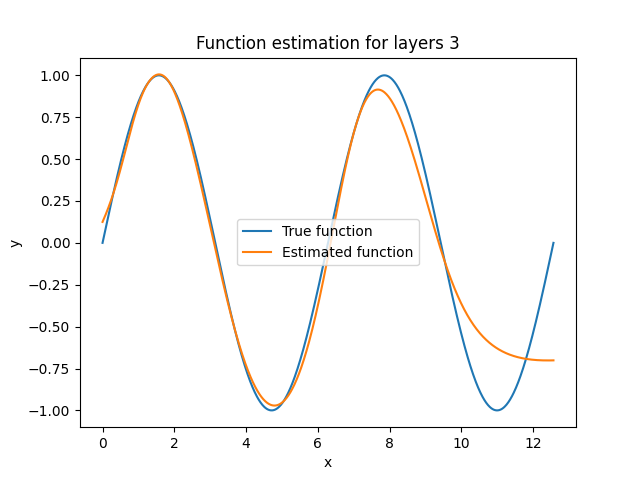 Function estimation for layers 3
1.00
0.75
0.50
0.25
0.00
−0.25
−0.50
−0.75
−1.00
y
True function
Estimated function
0 2 4 6 8 10 12
x